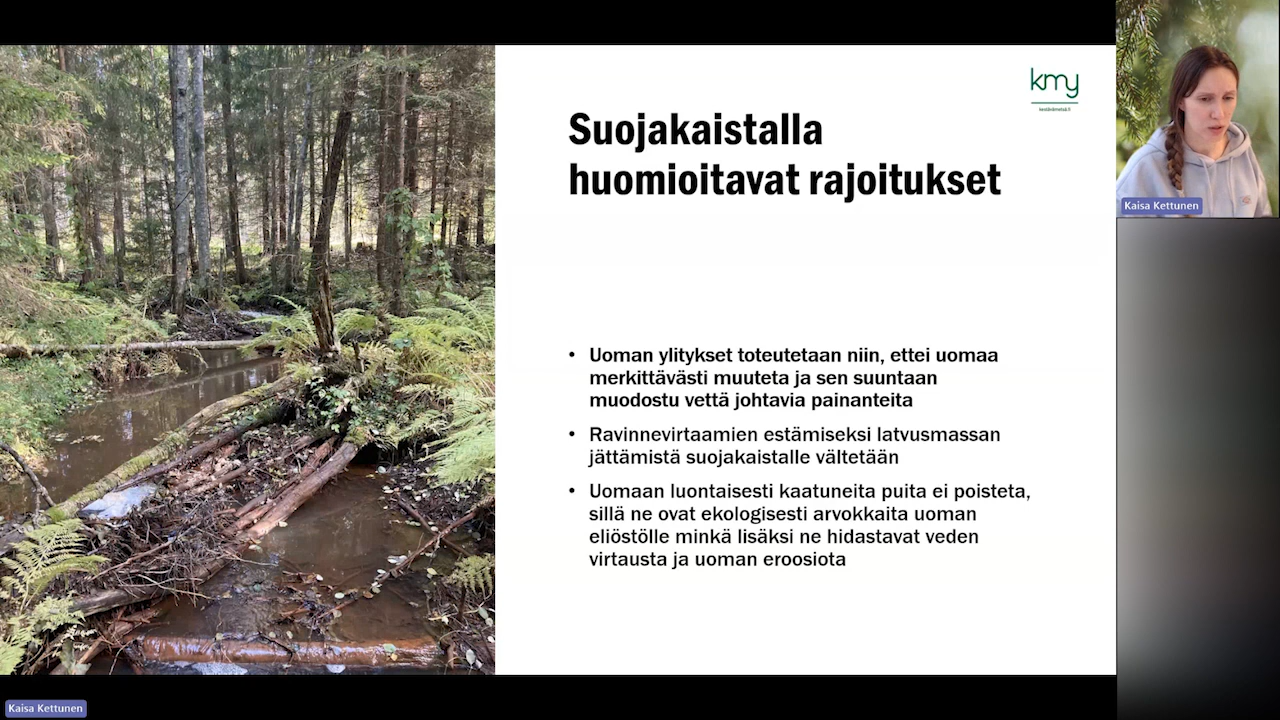 kmy
kestävämetsä.fi
Suojakaistalla
huomioitavat rajoitukset
• Uoman ylitykset toteutetaan niin, ettei uomaa
merkittävästi muuteta ja sen suuntaan
muodostu vettä johtavia painanteita
• Ravinnevirtaamien estämiseksi latvusmassan
jättämistä suojakaistalle vältetään
• Uomaan luontaisesti kaatuneita puita ei poisteta,
sillä ne ovat ekologisesti arvokkaita uoman
eliöstölle minkä lisäksi ne hidastavat veden
virtausta ja uoman eroosiota
Kaisa Kettunen
Kaisa Kettunen